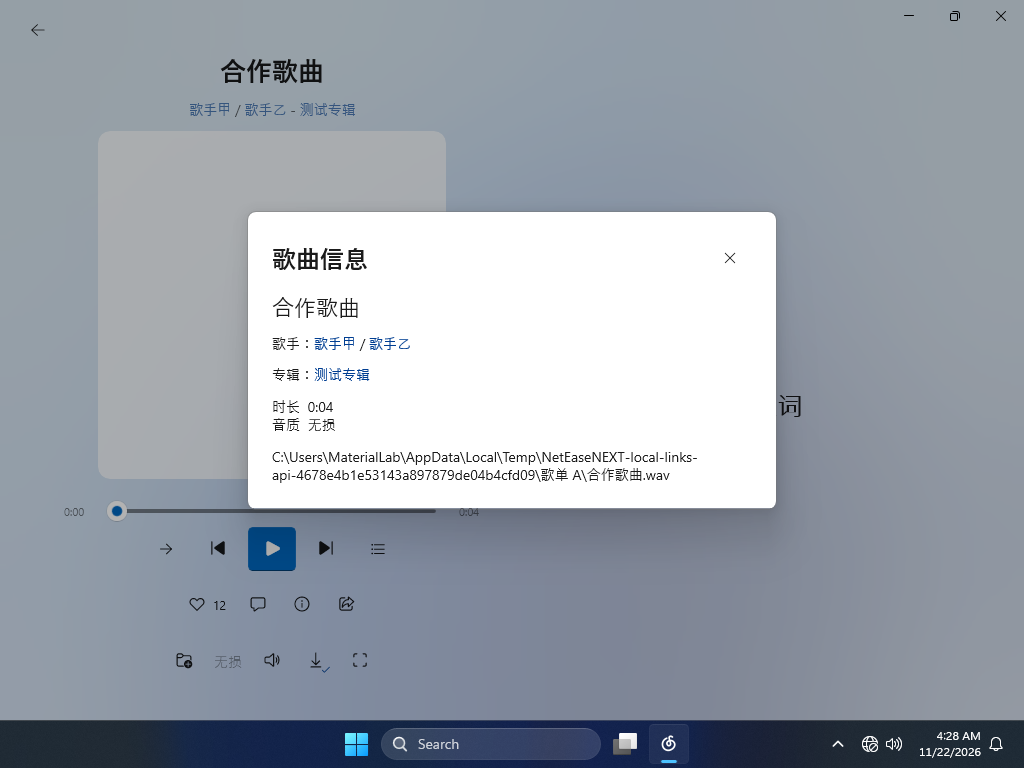 合作歌曲
歌手甲 / 歌手乙 - 测试专辑
歌曲信息
合作歌曲
歌手：歌手甲 / 歌手乙
专辑：测试专辑
时长 0:04
音质 无损
C:\Users\MaterialLab\AppData\Local\Temp\NetEaseNEXT-local-links-
api-4678e4b1e53143a897879de04b4cfd09\歌单 A\合作歌曲.wav
词
0:00
0:04
12
无损
Search
4:28 AM
11/22/2026